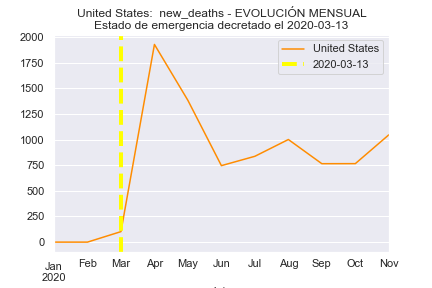 United States:  new_deaths - EVOLUCIÓN MENSUAL
Estado de emergencia decretado el 2020-03-13
2000
1750
1500
1250
1000
750
500
250
0
United States
2020-03-13
Jan Feb Mar Apr May Jun Jul Aug Sep Oct Nov
2020